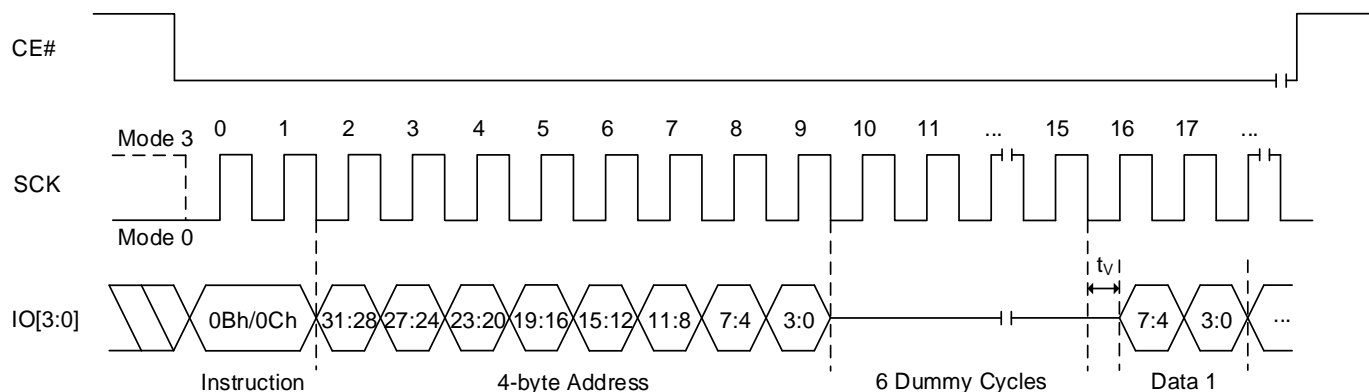 CE#
Mode 3
0 1 2 3 4 5 6 7 8 9 10 11 ... 15 16 17 ...
SCK
Mode 0
tV
IO[3:0]
0Bh/0Ch 31:28 27:24 23:20 19:16 15:12 11:8 7:4 3:0 7:4 3:0 ...
Instruction 4-byte Address 6 Dummy Cycles Data 1